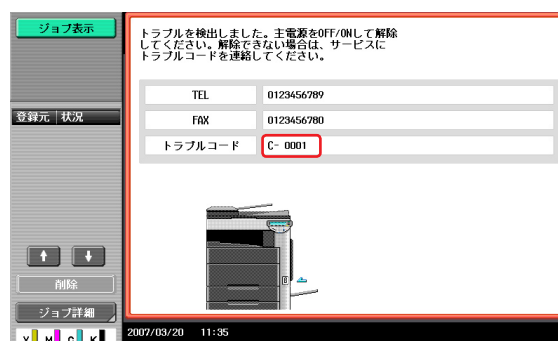 ジョブ表示
トラブルを検出しました。主電源をOFF/ONして解除
してください。解除できない場合は、サービスに
トラブルコードを連絡してください。
TEL 0123456789
FAX 0123456780
トラブルコード C- 0001
登録元 状況
削除
ジョブ詳細
Y M C K
2007/03/20 11:35